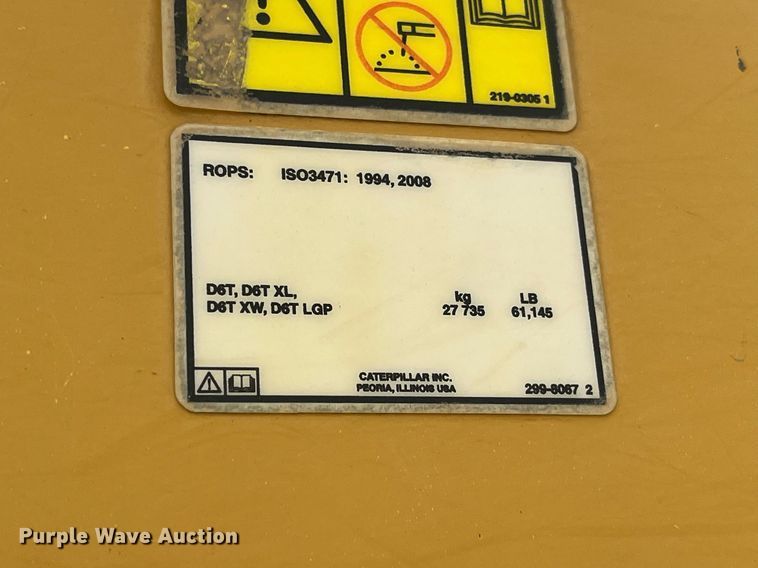 219-0305 1
ROPS: ISO3471: 1994, 2008
D6T, D6T XL, kg LB
D6T XW, D6T LGP 27 735 61,145
CATERPILLAR INC.
PEORIA, ILLINOIS USA 299-8067 2
Purple Wave Auction